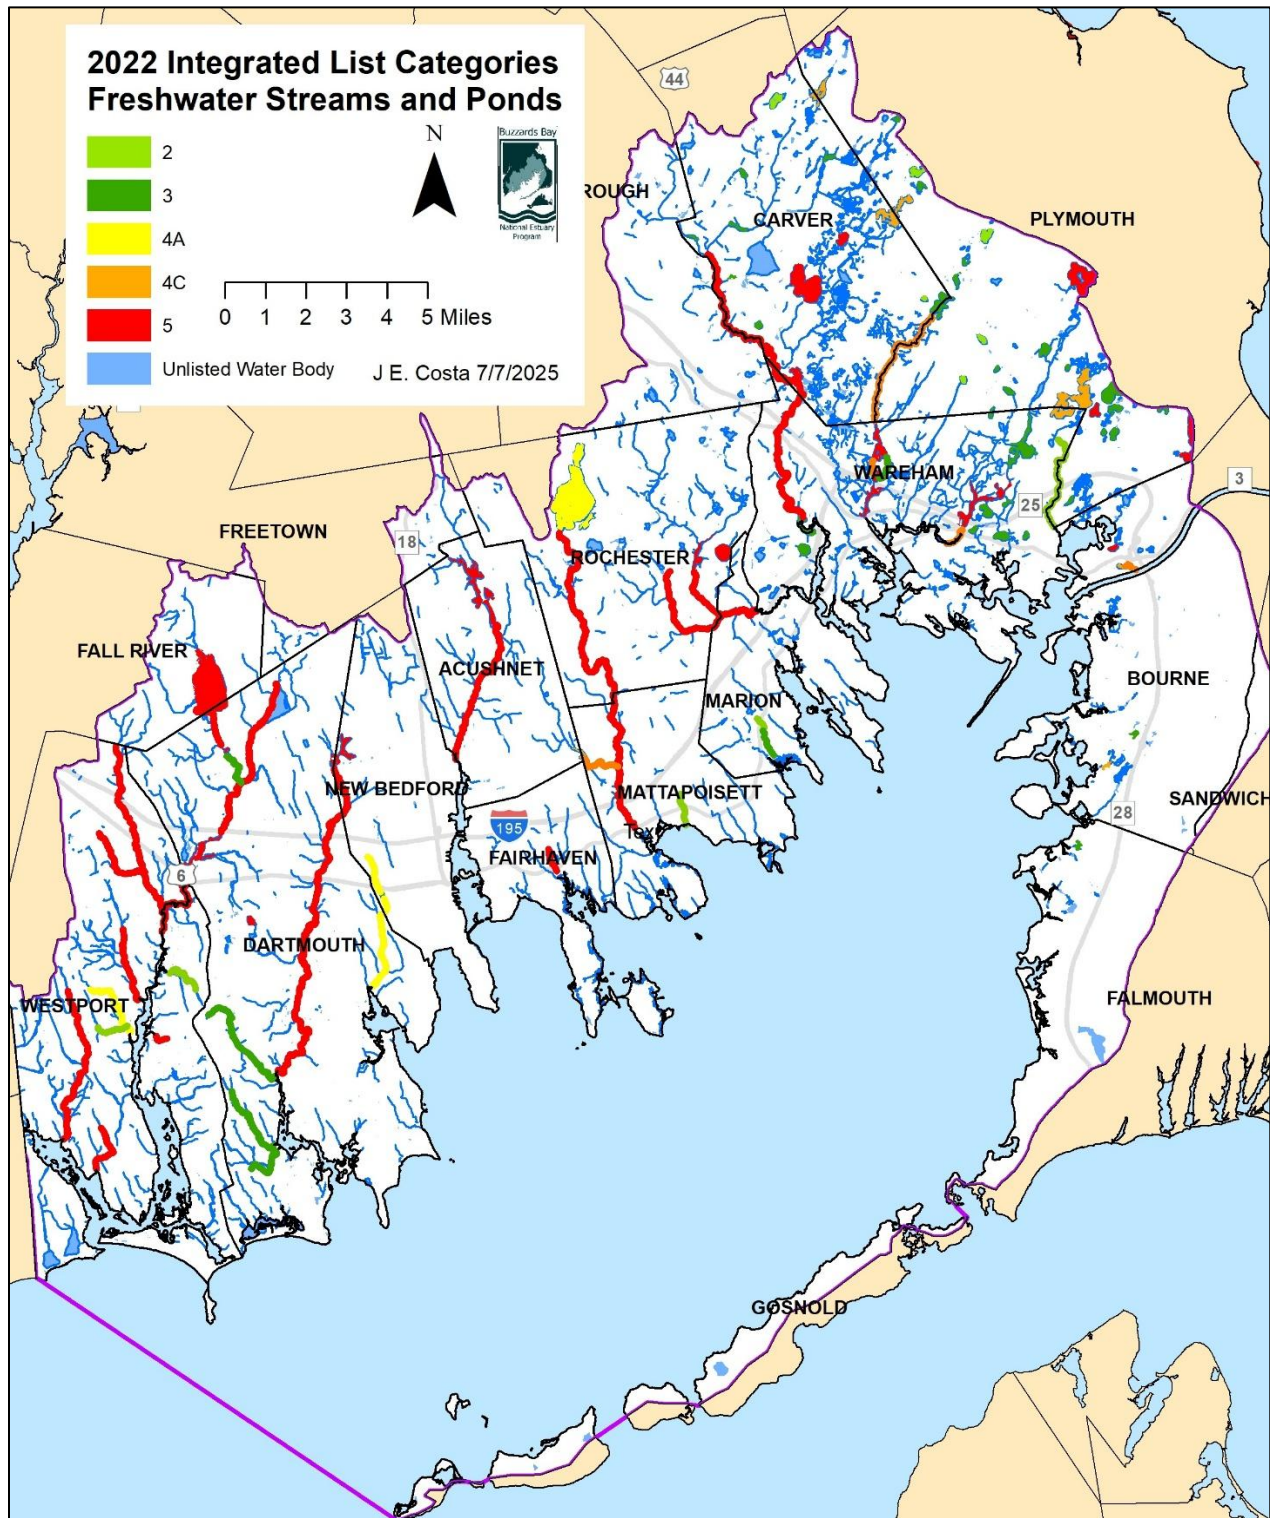 2022 Integrated List Categories
Freshwater Streams and Ponds
2
3
4A
4C
5
Unlisted Water Body
N
Buzzards Bay
National Estuary
Program
0 1 2 3 4 5 Miles
J E. Costa 7/7/2025
44
ROUGH
CARVER
PLYMOUTH
WAREHAM
3
25
18
FREETOWN
ROCHESTER
FALL RIVER
ACUSHNET
BOURNE
MARION
NEW BEDFORD
MATTAPOISETT
SANDWICH
28
195
Tex
FAIRHAVEN
6
DARTMOUTH
WESTPORT
FALMOUTH
GOSNOLD